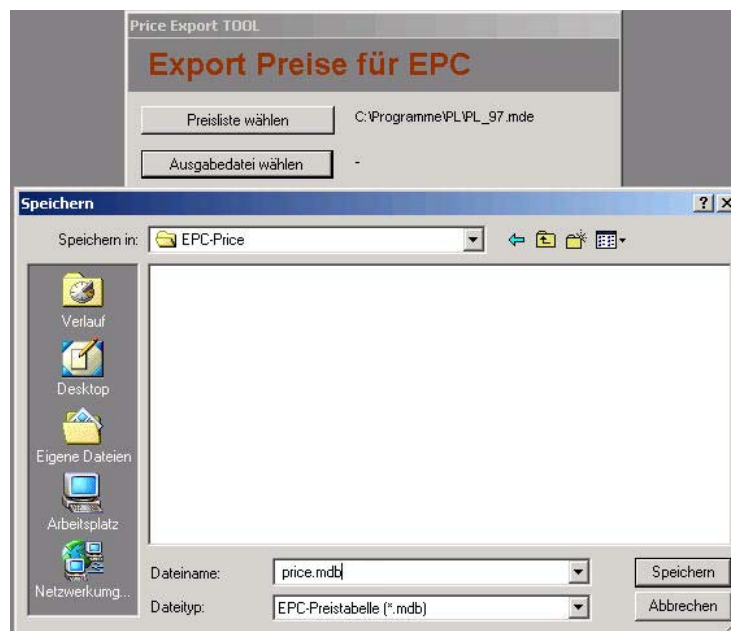 Price Export TOOL
Export Preise für EPC
Preisliste wählen C:\Programme\PL\PL_97.mde
Ausgabedatei wählen -
Speichern
Speichern in: EPC-Price
Verlauf
Desktop
Eigene Dateien
Arbeitsplatz
Netzwerkumg...
Dateiname: price.mdb Speichern
Dateityp: EPC-Preistabelle (*.mdb) Abbrechen